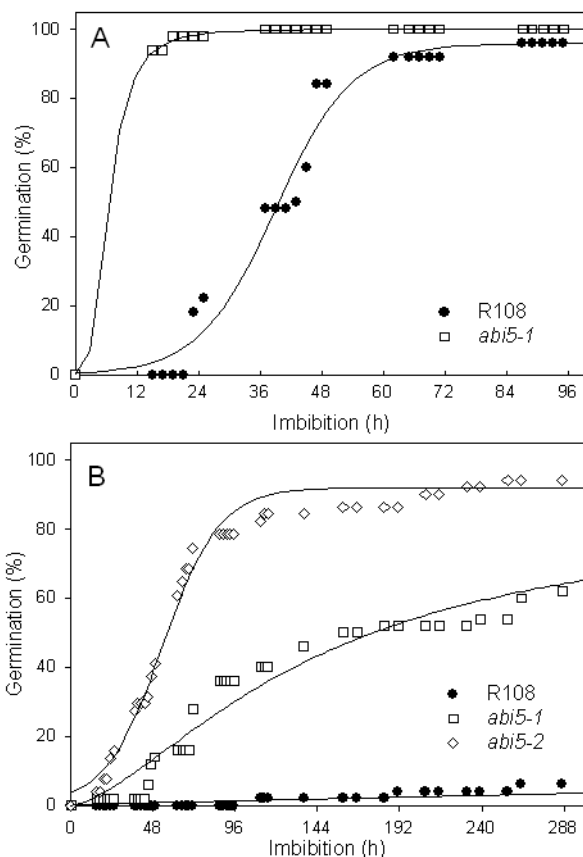 A
Germination (%)
100
80
60
40
20
0
R108
abi5-1
0 12 24 36 48 60 72 84 96
Imbibition (h)
B
Germination (%)
100
80
60
40
20
0
R108
abi5-1
abi5-2
0 48 96 144 192 240 288
Imbibition (h)